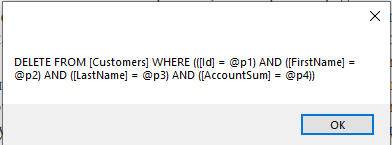 DELETE FROM [Customers] WHERE (([Id] = @p1) AND ([FirstName] =
@p2) AND ([LastName] = @p3) AND ([AccountSum] = @p4))
OK